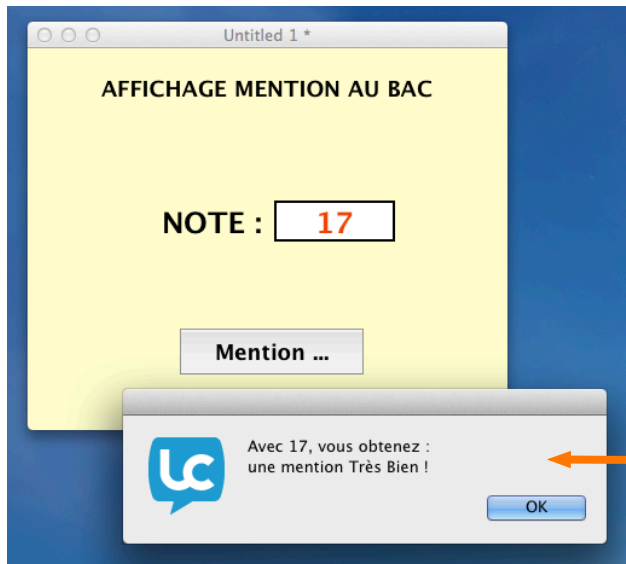 Untitled 1 *
AFFICHAGE MENTION AU BAC
NOTE : 17
Mention ...
LC
Avec 17, vous obtenez :
une mention Très Bien !
OK